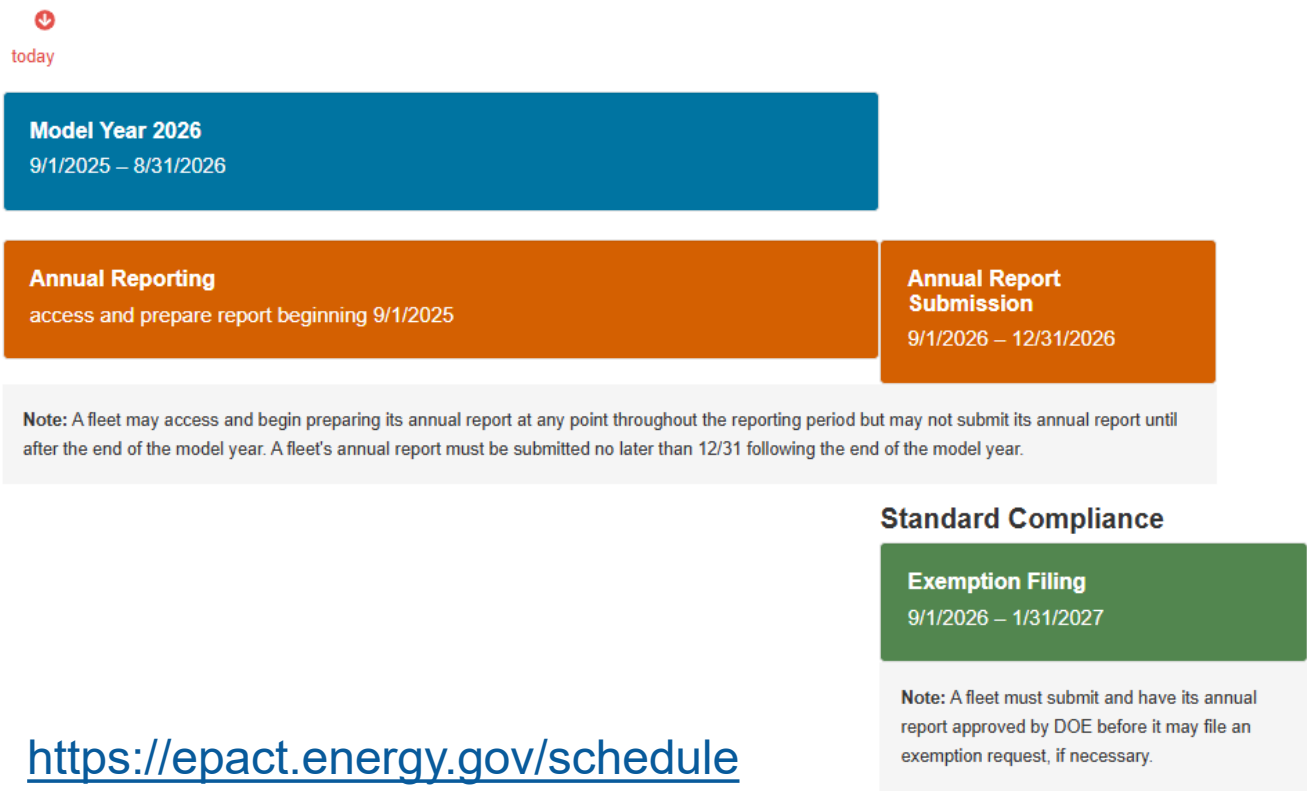 today
Model Year 2026
9/1/2025 – 8/31/2026
Annual Reporting
access and prepare report beginning 9/1/2025
Annual Report
Submission
9/1/2026 – 12/31/2026
Note: A fleet may access and begin preparing its annual report at any point throughout the reporting period but may not submit its annual report until
after the end of the model year. A fleet's annual report must be submitted no later than 12/31 following the end of the model year.
Standard Compliance
Exemption Filing
9/1/2026 – 1/31/2027
Note: A fleet must submit and have its annual
report approved by DOE before it may file an
exemption request, if necessary.
https://epact.energy.gov/schedule